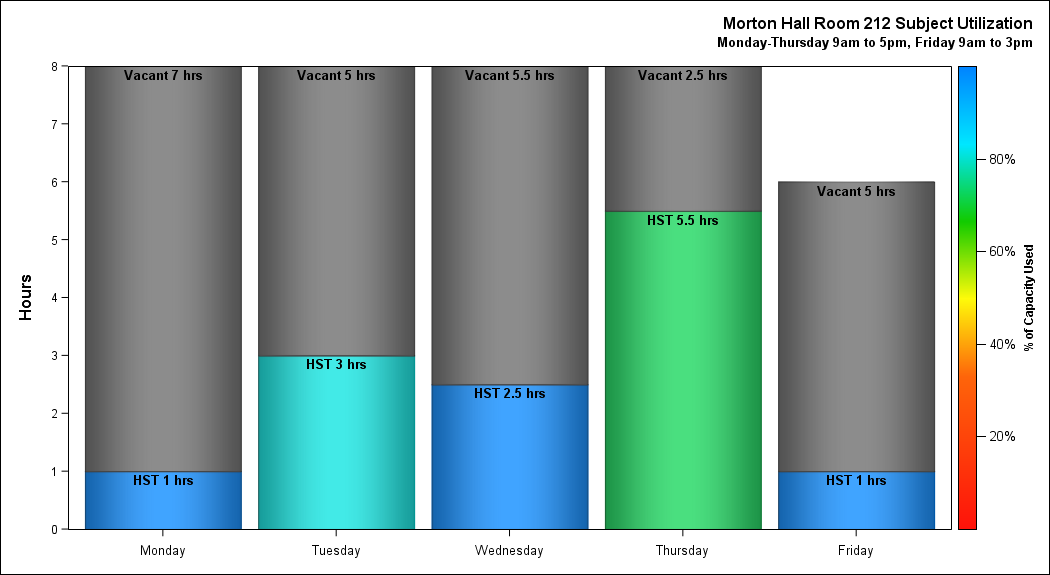 Morton Hall Room 212 Subject Utilization
Monday-Thursday 9am to 5pm, Friday 9am to 3pm
Hours
8
7
6
5
4
3
2
1
0
Vacant 7 hrs
HST 1 hrs
Vacant 5 hrs
HST 3 hrs
Vacant 5.5 hrs
HST 2.5 hrs
Vacant 2.5 hrs
HST 5.5 hrs
Vacant 5 hrs
HST 1 hrs
Monday
Tuesday
Wednesday
Thursday
Friday
80%
60%
40%
20%
% of Capacity Used